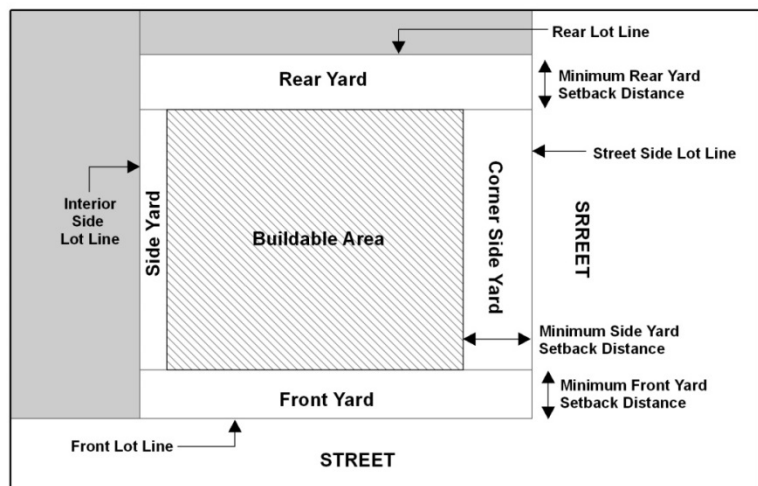 Rear Lot Line
Rear Yard
Minimum Rear Yard
Setback Distance
Street Side Lot Line
Interior
Side
Lot Line
Side Yard
Buildable Area
Corner Side Yard
SRREET
Minimum Side Yard
Setback Distance
Front Yard
Minimum Front Yard
Setback Distance
Front Lot Line
STREET